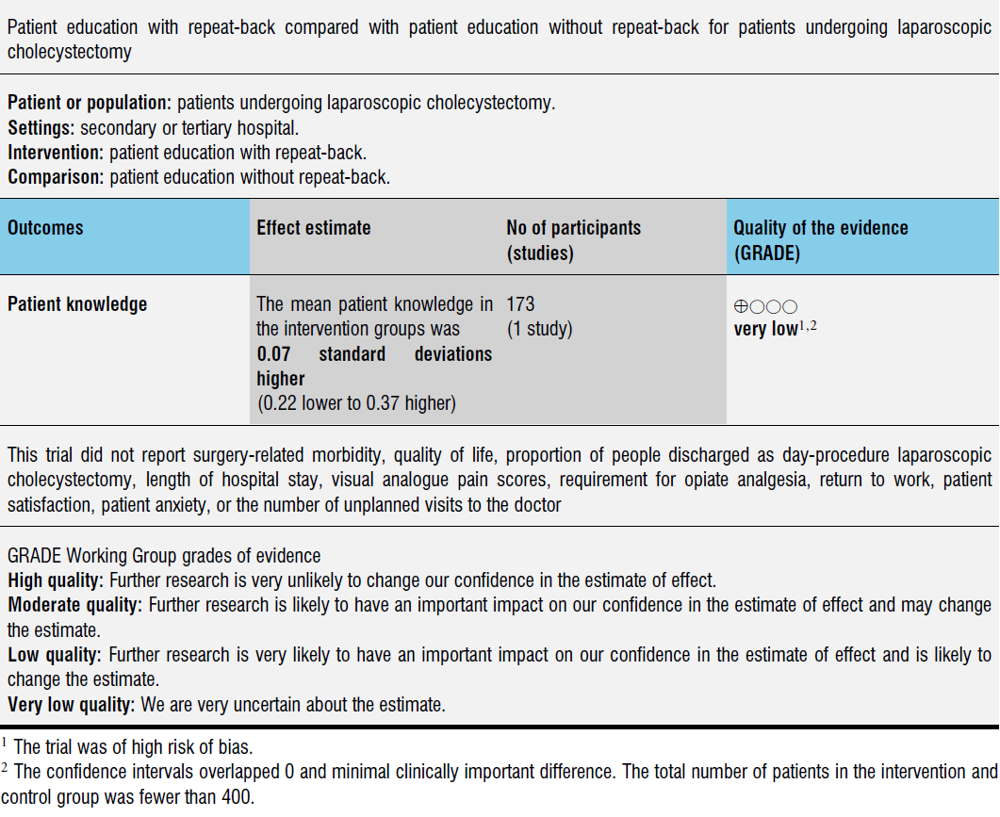 Patient education with repeat-back compared with patient education without repeat-back for patients undergoing laparoscopic
cholecystectomy
Patient or population: patients undergoing laparoscopic cholecystectomy.
Settings: secondary or tertiary hospital.
Intervention: patient education with repeat-back.
Comparison: patient education without repeat-back.
Outcomes
Effect estimate
No of participants
(studies)
Quality of the evidence
(GRADE)
Patient knowledge
The mean patient knowledge in
the intervention groups was
0.07 standard deviations
higher
(0.22 lower to 0.37 higher)
173
(1 study)
⊕○○○
very low1,2
This trial did not report surgery-related morbidity, quality of life, proportion of people discharged as day-procedure laparoscopic
cholecystectomy, length of hospital stay, visual analogue pain scores, requirement for opiate analgesia, return to work, patient
satisfaction, patient anxiety, or the number of unplanned visits to the doctor
GRADE Working Group grades of evidence
High quality: Further research is very unlikely to change our confidence in the estimate of effect.
Moderate quality: Further research is likely to have an important impact on our confidence in the estimate of effect and may change
the estimate.
Low quality: Further research is very likely to have an important impact on our confidence in the estimate of effect and is likely to
change the estimate.
Very low quality: We are very uncertain about the estimate.
1 The trial was of high risk of bias.
2 The confidence intervals overlapped 0 and minimal clinically important difference. The total number of patients in the intervention and
control group was fewer than 400.